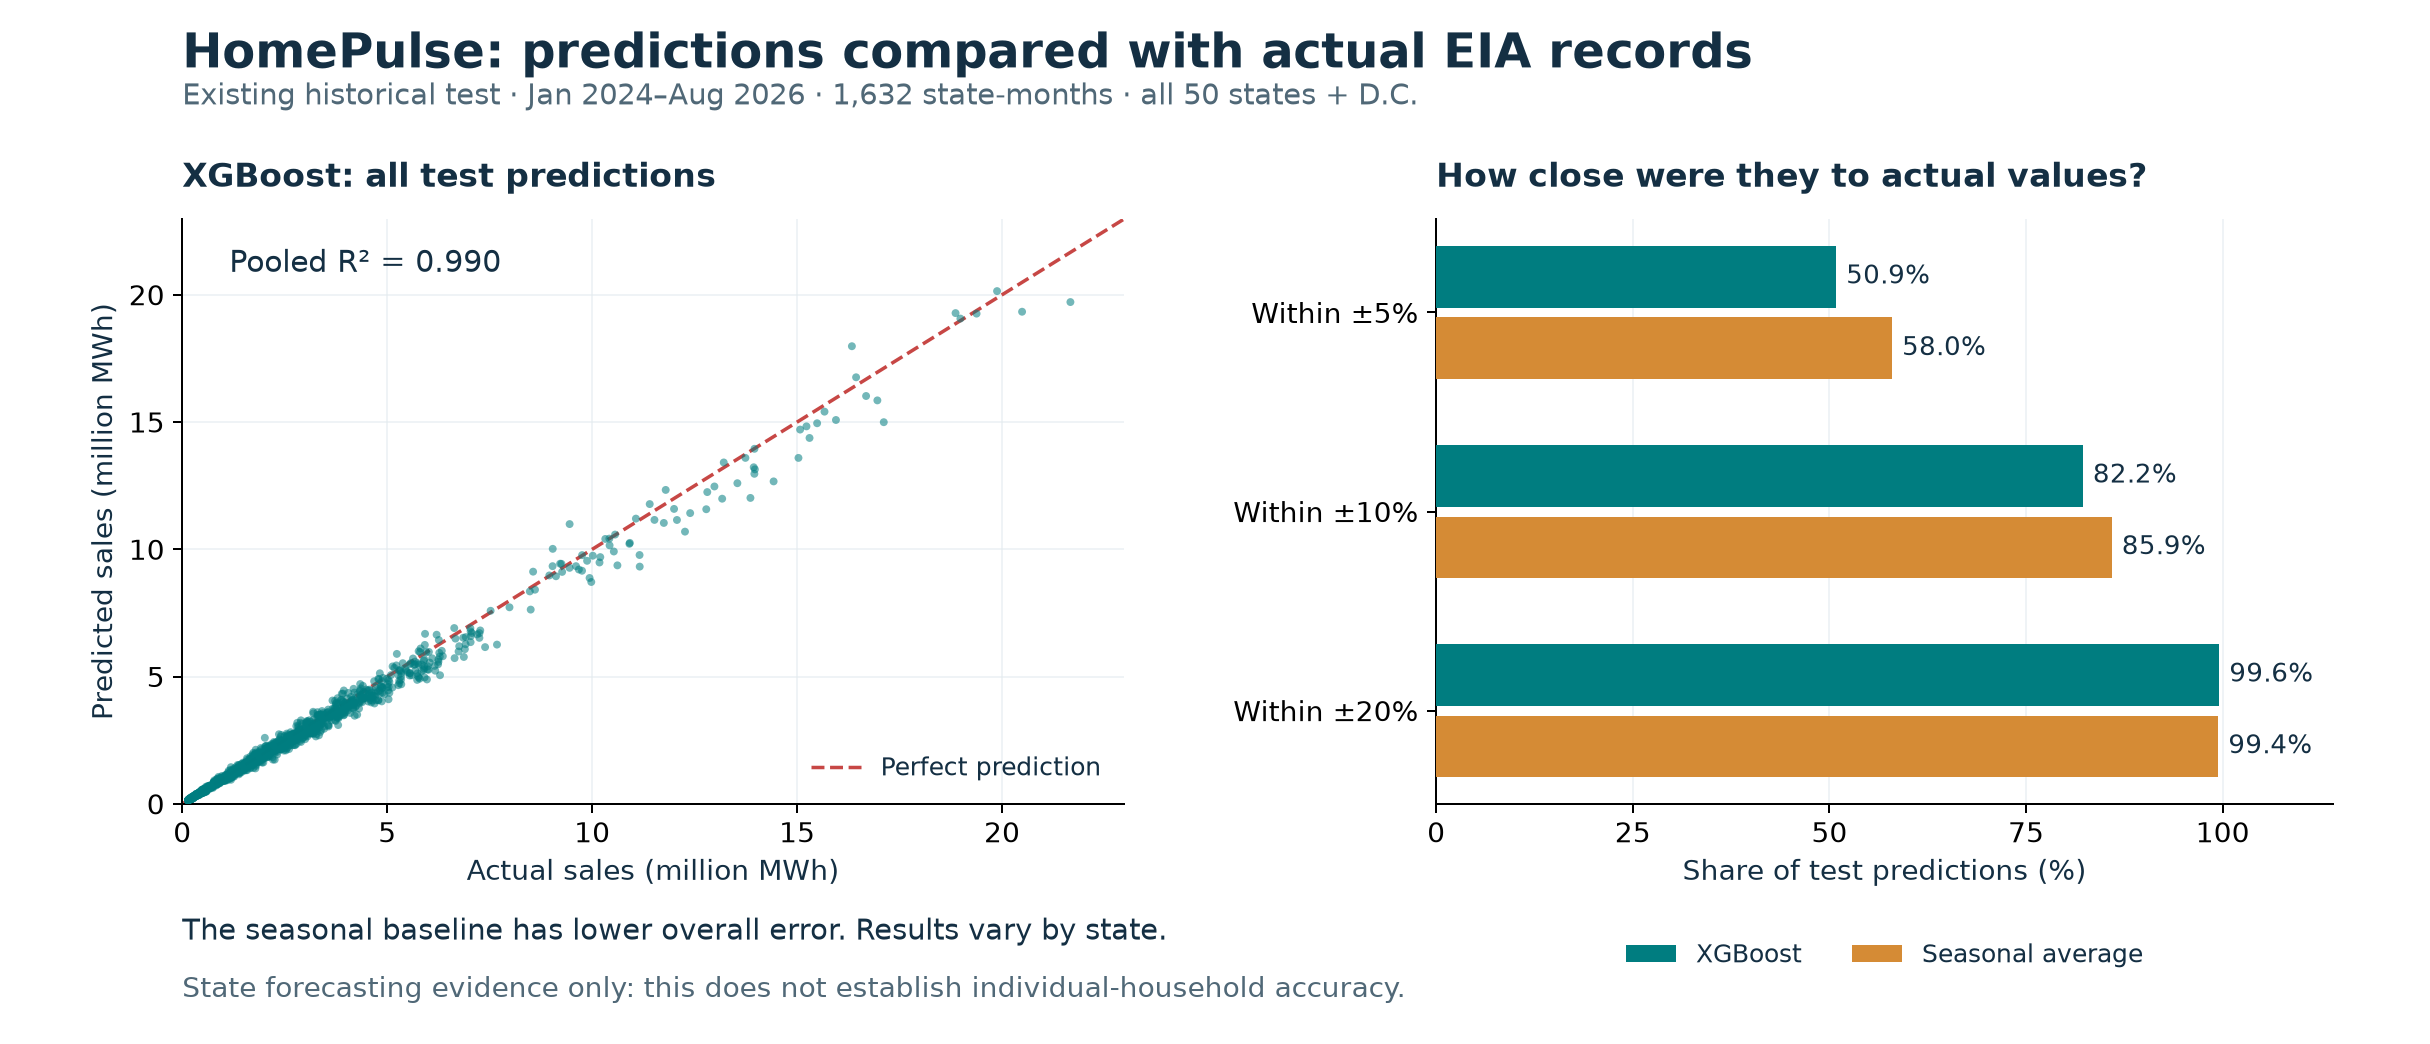 HomePulse: predictions compared with actual EIA records
Existing historical test · Jan 2024–Aug 2026 · 1,632 state-months · all 50 states + D.C.
XGBoost: all test predictions
Pooled R² = 0.990
Predicted sales (million MWh)
20
15
10
5
0
0 5 10 15 20
Perfect prediction
Actual sales (million MWh)
How close were they to actual values?
Within ±5%
50.9%
58.0%
Within ±10%
82.2%
85.9%
Within ±20%
99.6%
99.4%
0 25 50 75 100
Share of test predictions (%)
XGBoost Seasonal average
The seasonal baseline has lower overall error. Results vary by state.
State forecasting evidence only: this does not establish individual-household accuracy.